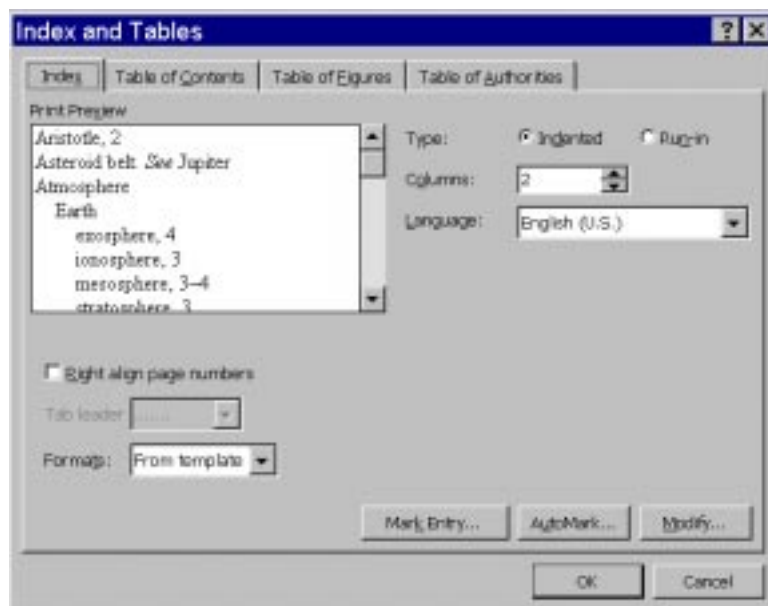 Index and Tables
Index
Table of Contents
Table of Figures
Table of Authorities
Print Preview
Aristotle, 2
Asteroid belt. See Jupiter
Atmosphere
Earth
exosphere, 4
ionosphere, 3
mesosphere, 3–4
stratosphere, 3
Type:
Indented
Run-in
Columns:
2
Language:
English (U.S.)
Right align page numbers
Tab leader
.......
Formats:
From template
Mark Entry...
AutoMark...
Modify...
OK
Cancel